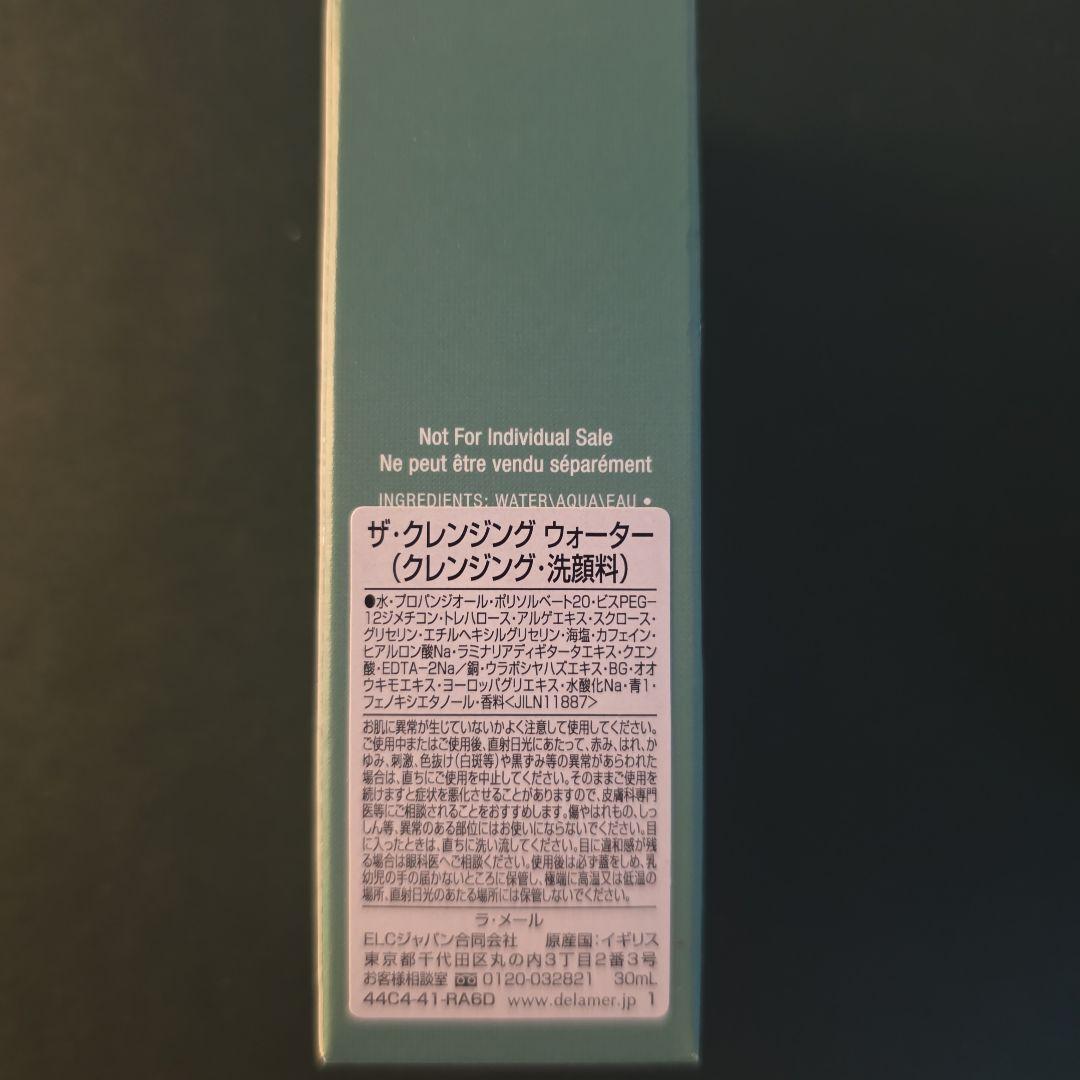 Not For Individual Sale
Ne peut être vendu séparément
INGREDIENTS: WATER\AQUA\EAU •
ザ・クレンジング ウォーター
(クレンジング・洗顔料)
●水・プロパンジオール・ポリソルベート20・ビスPEG-
12ジメチコン・トレハロース・アルゲエキス・スクロース・
グリセリン・エチルヘキシルグリセリン・海塩・カフェイン・
ヒアルロン酸Na・ラミナリアディギタータエキス・クエン
酸・EDTA-2Na/銅・ウラボシヤハズエキス・BG・オオ
ウキモエキス・ヨーロッパグリエキス・水酸化Na・青1・
フェノキシエタノール・香料<JILN11887>
お肌に異常が生じていないかよく注意して使用してください。
ご使用中またはご使用後、直射日光にあたって、赤み、はれ、か
ゆみ、刺激、色抜け(白斑等)や黒ずみ等の異常があらわれた
場合は、直ちにご使用を中止してください。そのままご使用を
続けますと症状を悪化させることがありますので、皮膚科専門
医等にご相談されることをおすすめします。傷やはれもの、しっ
しん等、異常のある部位にはお使いにならないでください。目
に入ったときは、直ちに洗い流してください。目に違和感が残
る場合は眼科医へご相談ください。使用後は必ず蓋をしめ、乳
幼児の手の届かないところに保管し、極端に高温又は低温の
場所、直射日光のあたる場所には保管しないでください。
ラ・メール
ELCジャパン合同会社 原産国:イギリス
東京都千代田区丸の内3丁目2番3号
お客様相談室 0120-032821 30mL
44C4-41-RA6D www.delamer.jp 1